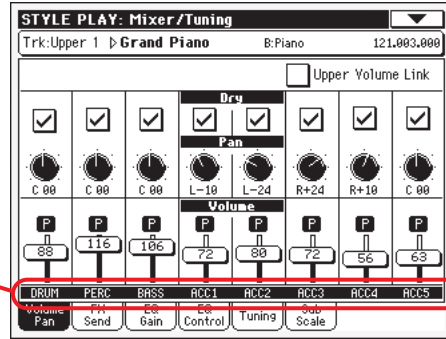 STYLE PLAY: Mixer/Tuning
Trk:Upper 1 ▷Grand Piano B:Piano 121.003.000
Upper Volume Link
Dry
Pan
C 00 C 00 C 00 L-10 L-24 R+24 R+10 C 00
Volume
P P P P P P P P
88 116 106 72 80 72 56 63
DRUM PERC BASS ACC1 ACC2 ACC3 ACC4 ACC5
Volume Pan FX Send EQ Gain EQ Control Tuning Sub Scale